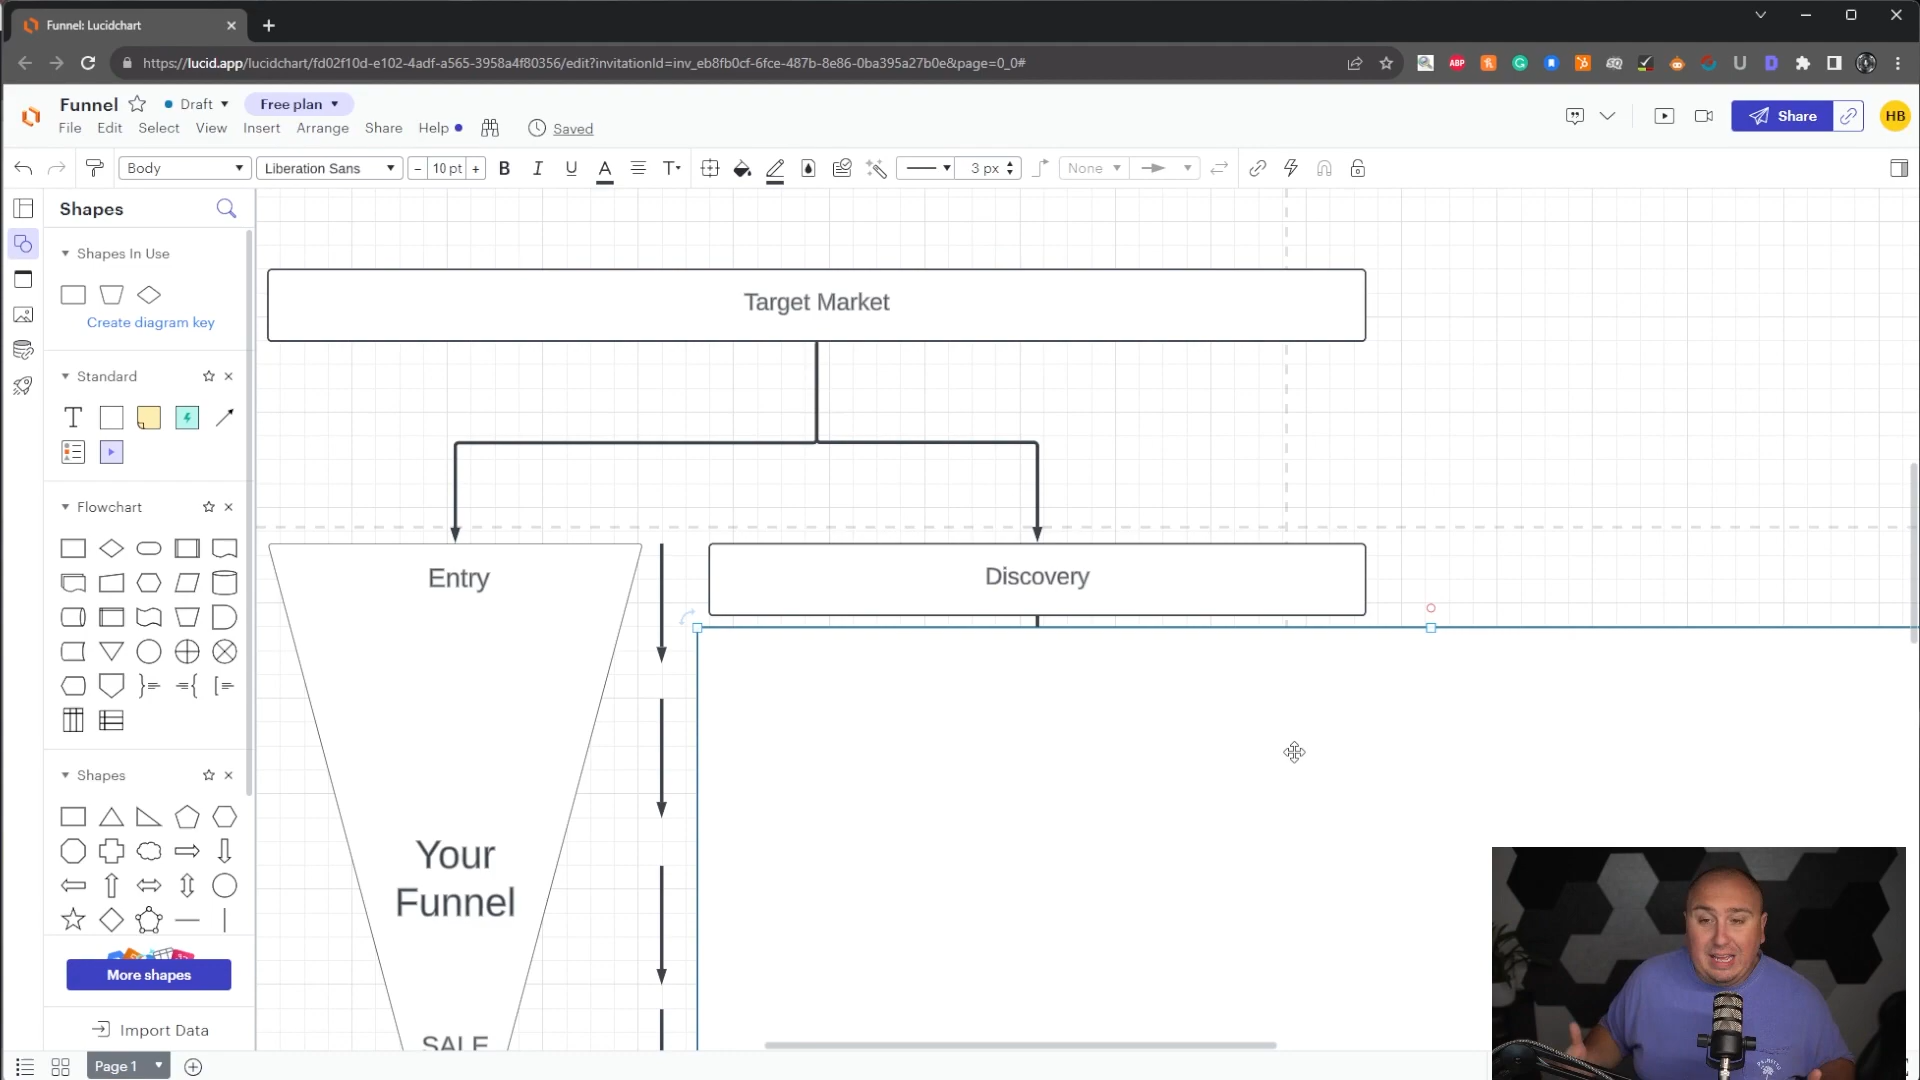 Funnel: Lucidchart
https://lucid.app/lucidchart/fd02f10d-e102-4adf-a565-3958a4f80356/edit?invitationId=inv_eb8fb0cf-6fce-487b-8e86-0ba395a27b0e&page=0_0#
ABP
Funnel
Draft
Free plan
File
Edit
Select
View
Insert
Arrange
Share
Help
Saved
Share
HB
Body
Liberation Sans
- 10 pt +
B
I
U
A
T
3 px
None
Shapes
Shapes In Use
Create diagram key
Standard
T
Flowchart
Shapes
More shapes
Import Data
Page 1
Target Market
Entry
Discovery
Your
Funnel
SALE